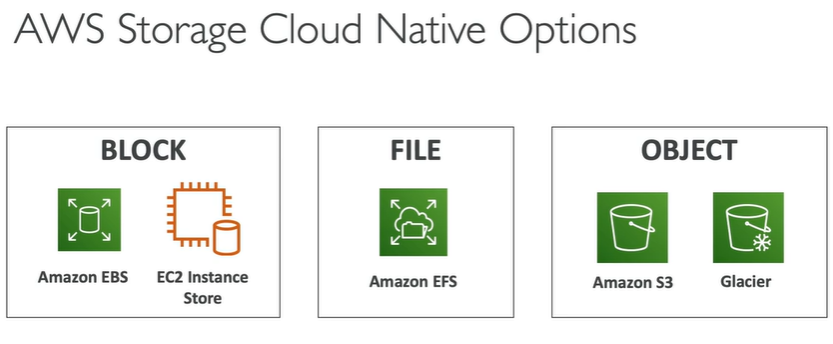 AWS Storage Cloud Native Options
BLOCK
Amazon EBS
EC2 Instance
Store
FILE
Amazon EFS
OBJECT
Amazon S3
Glacier